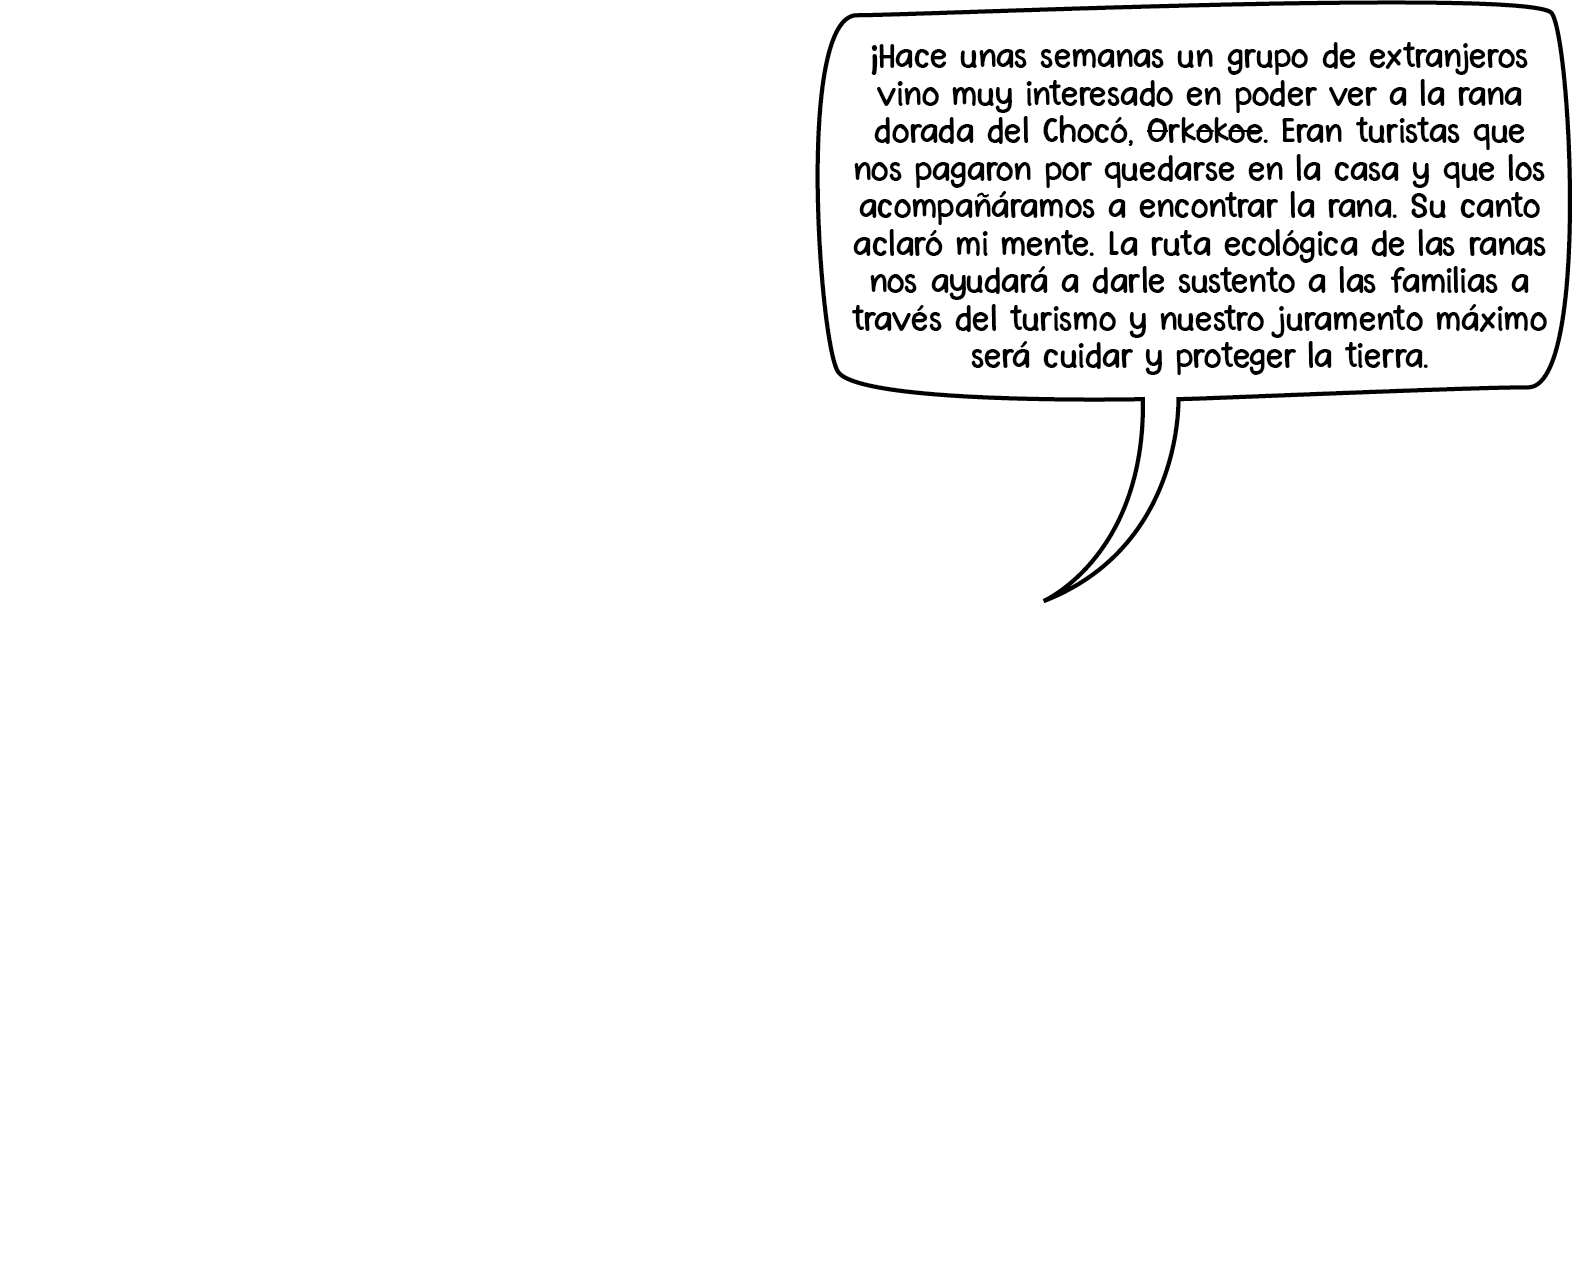 ¡Hace unas semanas un grupo de extranjeros
vino muy interesado en poder ver a la rana
dorada del Chocó, Ɵrkɵkɵe. Eran turistas que
nos pagaron por quedarse en la casa y que los
acompañáramos a encontrar la rana. Su canto
aclaró mi mente. La ruta ecológica de las ranas
nos ayudará a darle sustento a las familias a
través del turismo y nuestro juramento máximo
será cuidar y proteger la tierra.